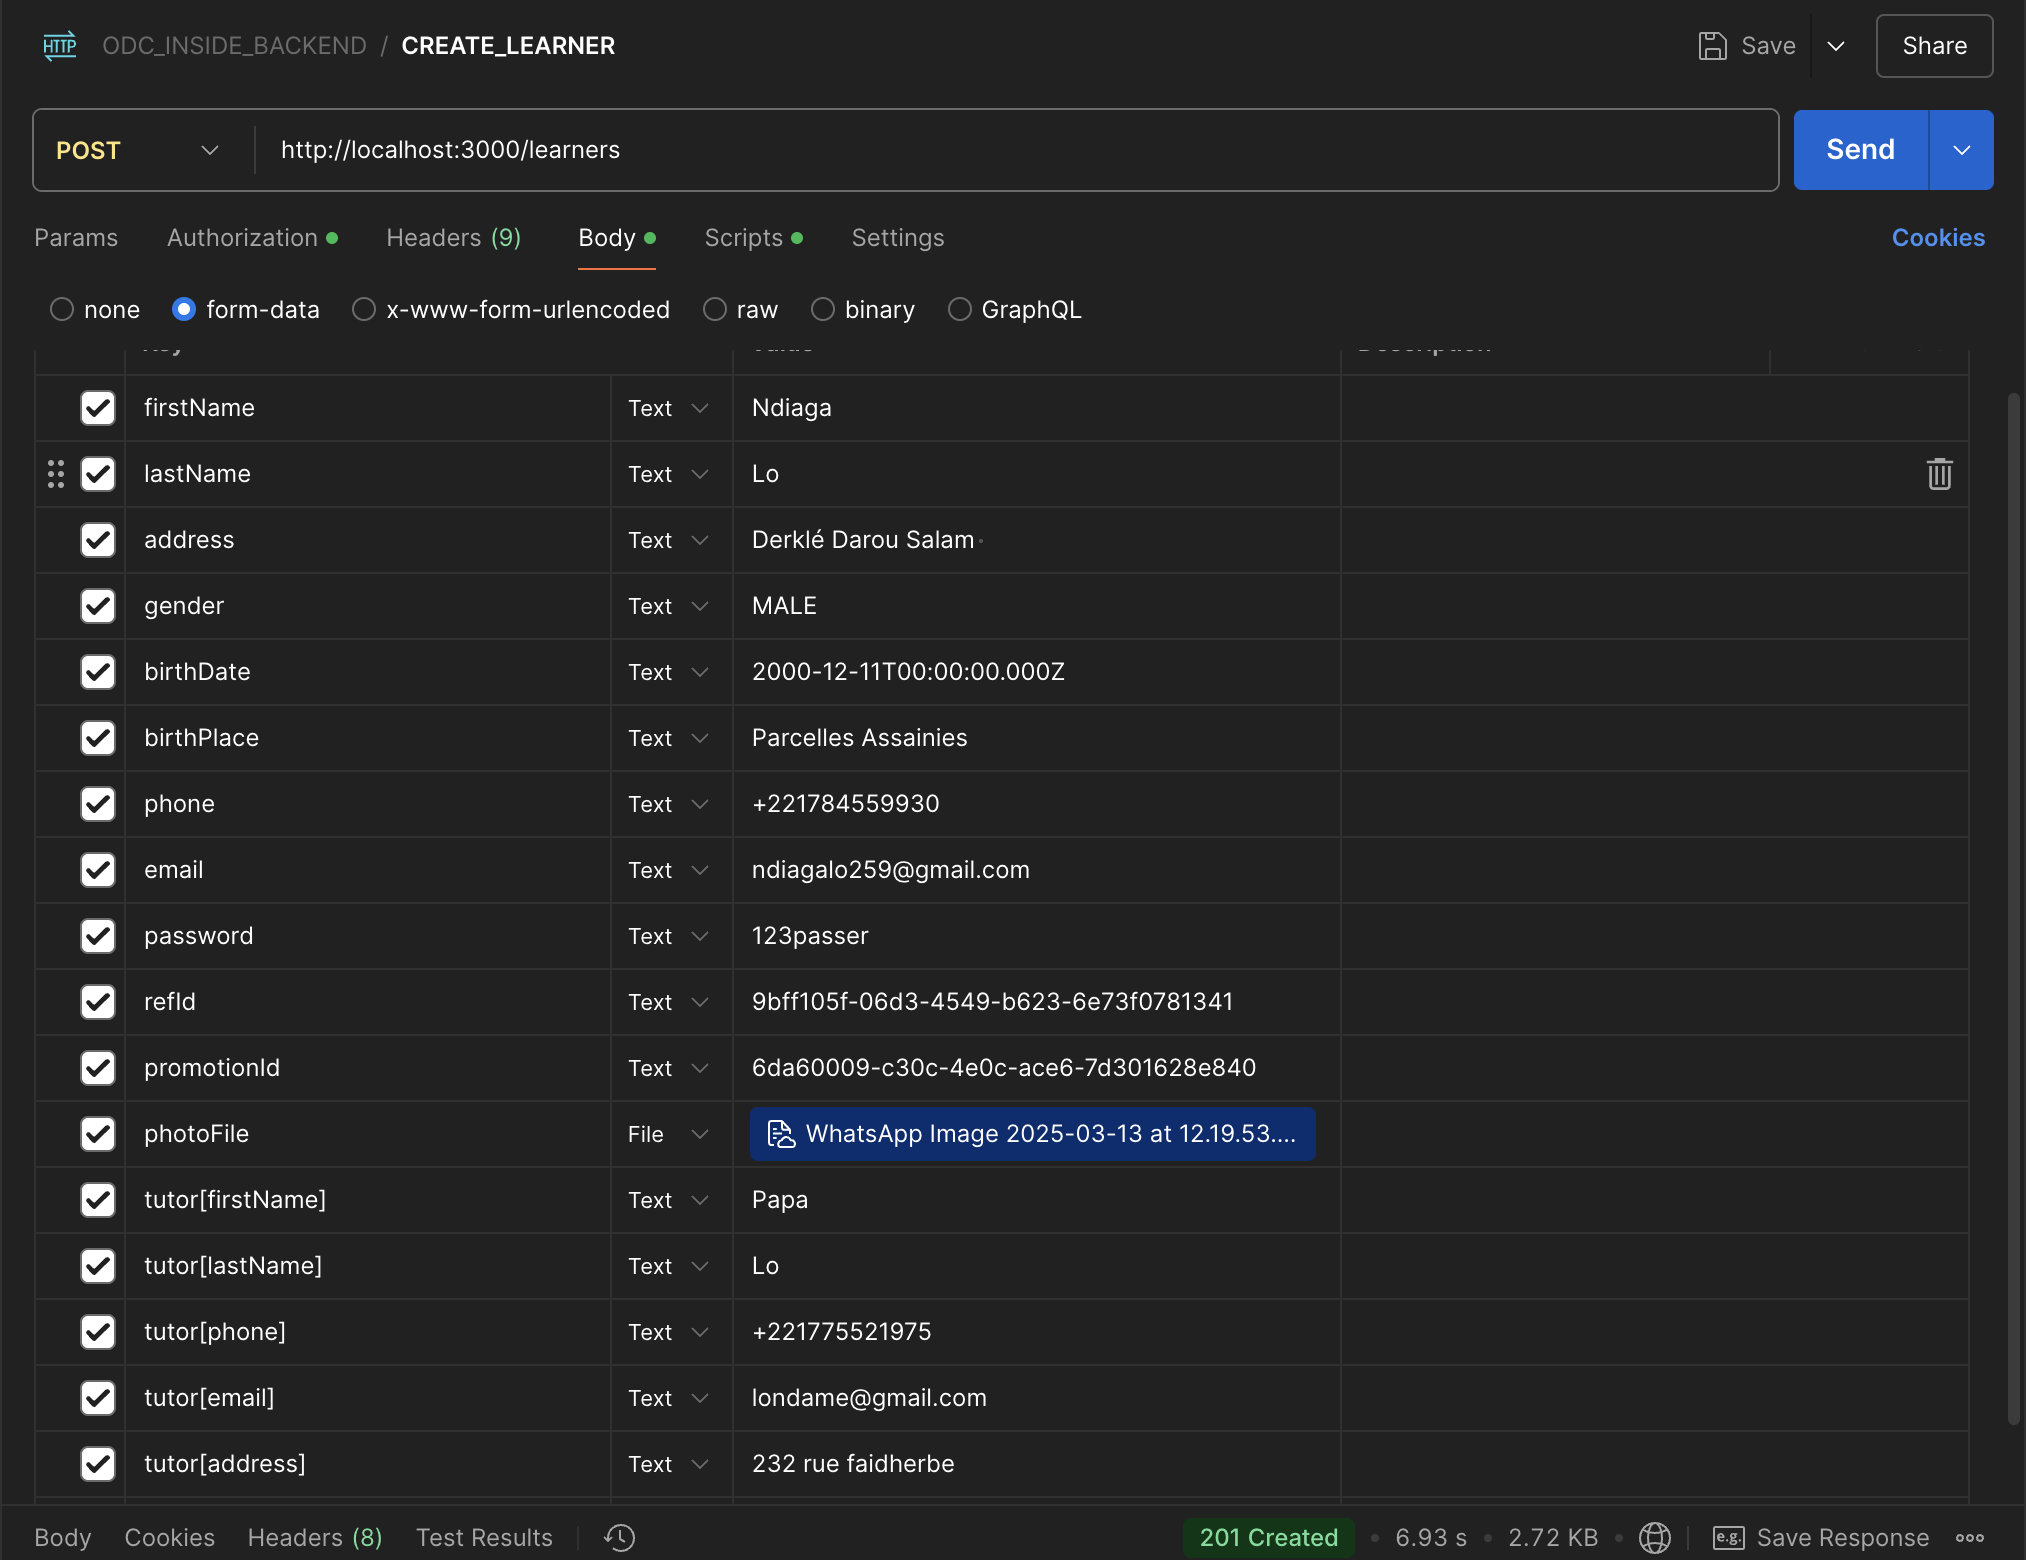 HTTP ODC_INSIDE_BACKEND / CREATE_LEARNER Save Share
POST http://localhost:3000/learners Send
Params Authorization Headers (9) Body Scripts Settings Cookies
none form-data x-www-form-urlencoded raw binary GraphQL
firstName Text Ndiaga
lastName Text Lo
address Text Derklé Darou Salam
gender Text MALE
birthDate Text 2000-12-11T00:00:00.000Z
birthPlace Text Parcelles Assainies
phone Text +221784559930
email Text ndiagalo259@gmail.com
password Text 123passer
refId Text 9bff105f-06d3-4549-b623-6e73f0781341
promotionId Text 6da60009-c30c-4e0c-ace6-7d301628e840
photoFile File WhatsApp Image 2025-03-13 at 12.19.53....
tutor[firstName] Text Papa
tutor[lastName] Text Lo
tutor[phone] Text +221775521975
tutor[email] Text londame@gmail.com
tutor[address] Text 232 rue faidherbe
Body Cookies Headers (8) Test Results 201 Created • 6.93 s • 2.72 KB • e.g. Save Response